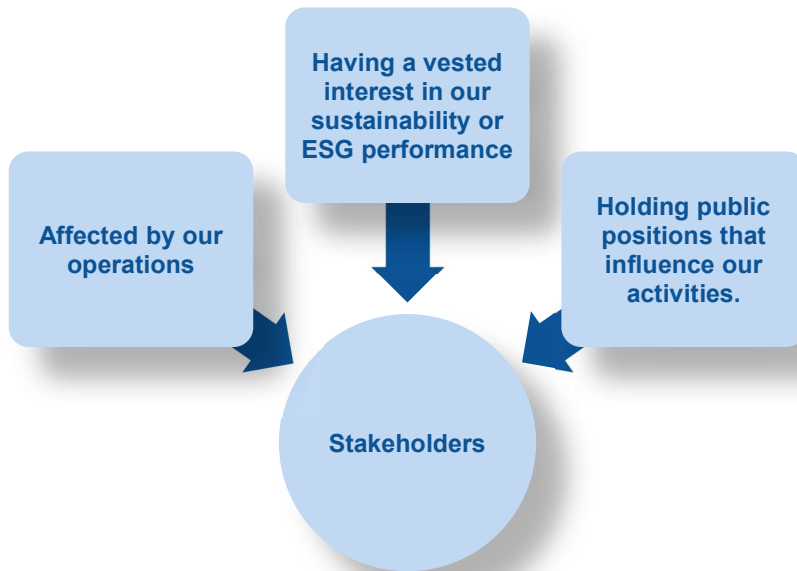 Having a vested
interest in our
sustainability or
ESG performance
Affected by our
operations
Holding public
positions that
influence our
activities.
Stakeholders